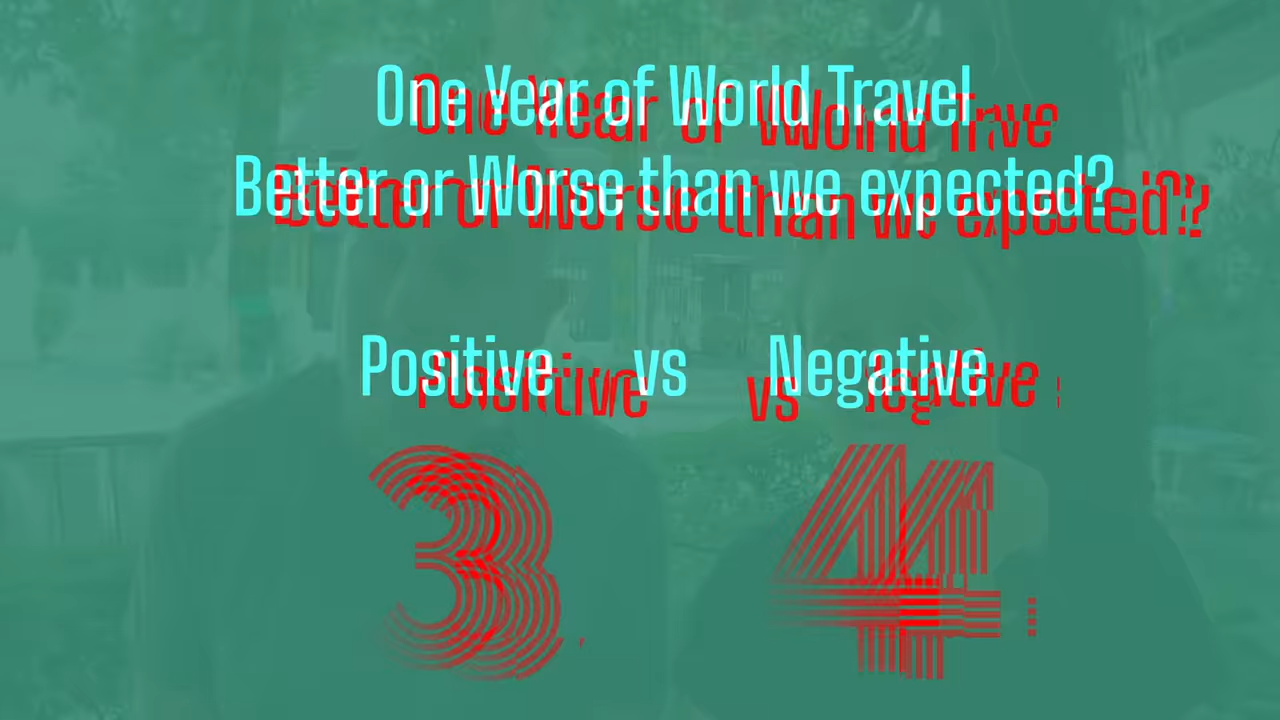 One Year of World Travel
Better or Worse than we expected?
Positive vs Negative
3 4